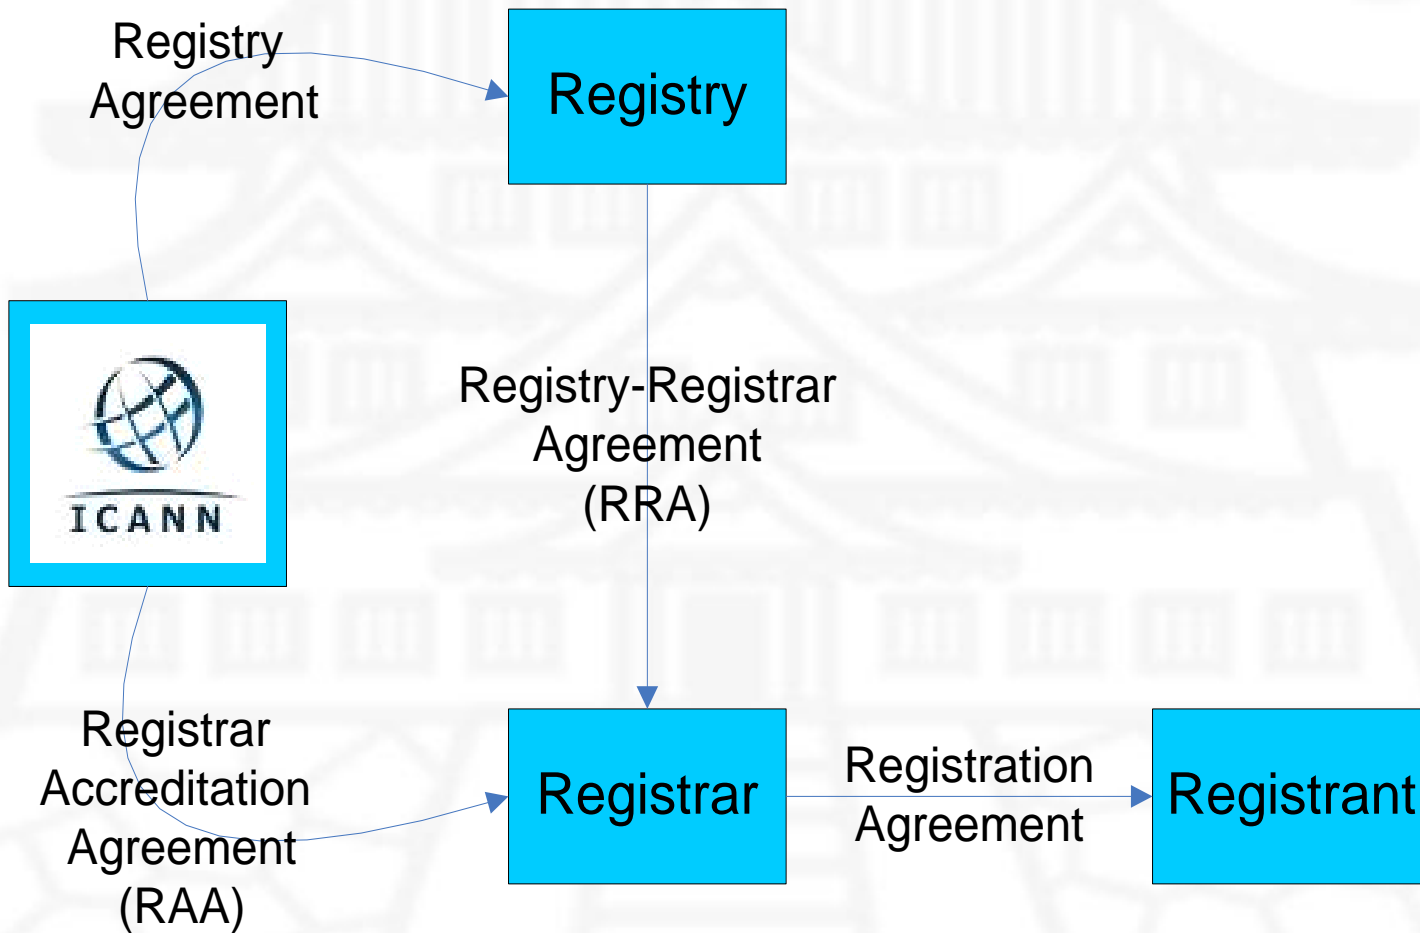 Registry
Agreement
Registry
ICANN
Registry-Registrar
Agreement
(RRA)
Registrar
Accreditation
Agreement
(RAA)
Registrar
Registration
Agreement
Registrant